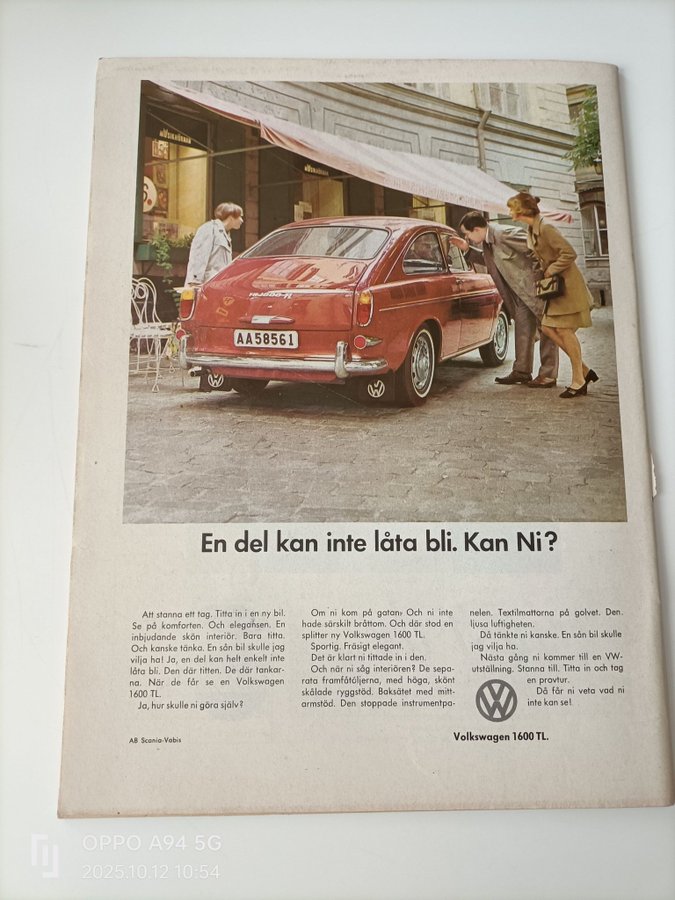 MUSIKBÖRSEN
VW 1600 TL
AA58561
En del kan inte låta bli. Kan Ni?
Att stanna ett tag. Titta in i en ny bil.
Se på komforten. Och elegansen. En
inbjudande skön interiör. Bara titta.
Och kanske tänka. En sån bil skulle jag
vilja ha! Ja, en del kan helt enkelt inte
låta bli. Den där titten. De där tankar-
na. När de får se en Volkswagen
1600 TL.
Ja, hur skulle ni göra själv?
Om ni kom på gatan. Och ni inte
hade särskilt bråttom. Och där stod en
splitter ny Volkswagen 1600 TL.
Sportig. Fräsigt elegant.
Det är klart ni tittade in i den.
Och när ni såg interiören? De sepa-
rata framfåtöljerna, med höga, skönt
skålade ryggstöd. Baksätet med mitt-
armstöd. Den stoppade instrumentpa-
nelen. Textilmattorna på golvet. Den
ljusa luftigheten.
Då tänkte ni kanske. En sån bil skulle
jag vilja ha.
Nästa gång ni kommer till en VW-
utställning. Stanna till. Titta in och tag
en provtur.
Då får ni veta vad ni
inte kan se!
AB Scania-Vabis
Volkswagen 1600 TL.
OPPO A94 5G
2025.10.12 10:54